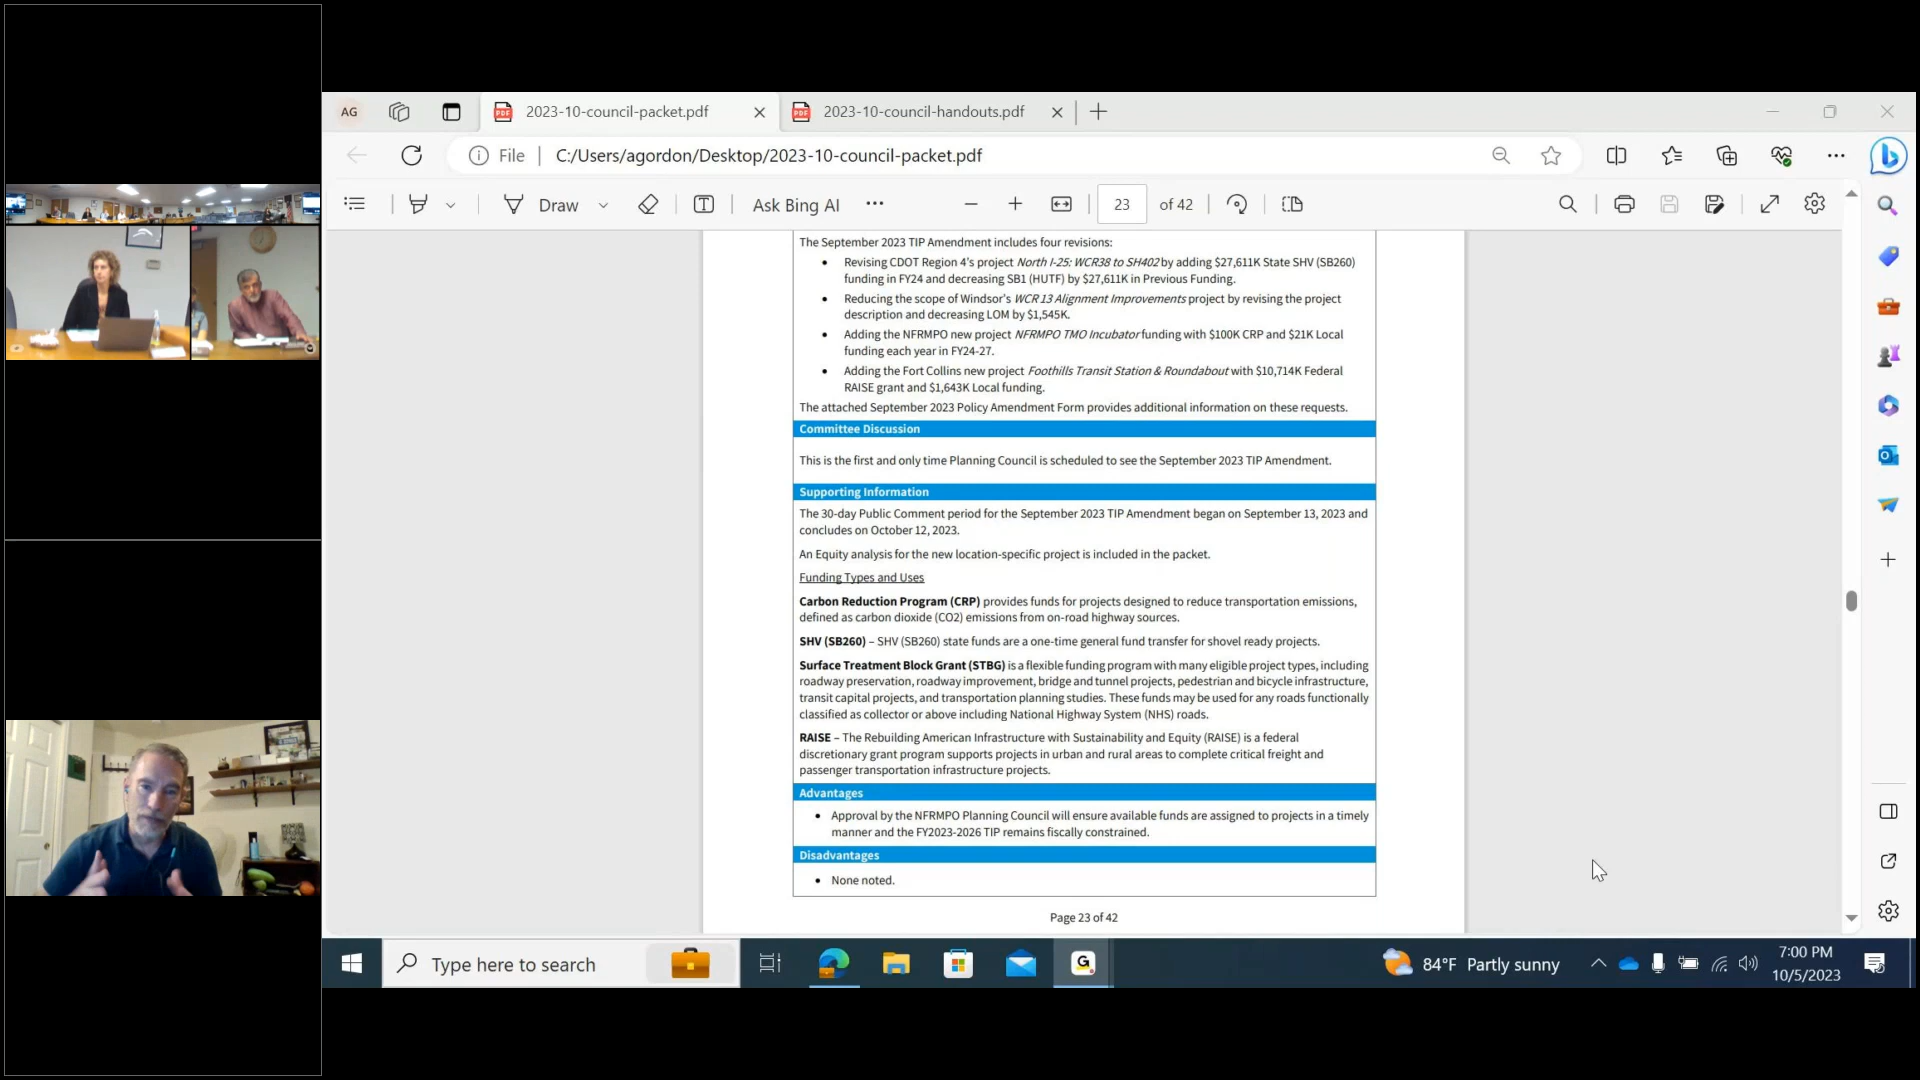 AG
2023-10-council-packet.pdf
2023-10-council-handouts.pdf
File
C:/Users/agordon/Desktop/2023-10-council-packet.pdf
Draw
Ask Bing AI
23
of 42
The September 2023 TIP Amendment includes four revisions:
• Revising CDOT Region 4's project North I-25: WCR38 to SH402 by adding $27,611K State SHV (SB260)
funding in FY24 and decreasing SB1 (HUTF) by $27,611K in Previous Funding.
• Reducing the scope of Windsor's WCR 13 Alignment Improvements project by revising the project
description and decreasing LOM by $1,545K.
• Adding the NFRMPO new project NFRMPO TMO Incubator funding with $100K CRP and $21K Local
funding each year in FY24-27.
• Adding the Fort Collins new project Foothills Transit Station & Roundabout with $10,714K Federal
RAISE grant and $1,643K Local funding.
The attached September 2023 Policy Amendment Form provides additional information on these requests.
Committee Discussion
This is the first and only time Planning Council is scheduled to see the September 2023 TIP Amendment.
Supporting Information
The 30-day Public Comment period for the September 2023 TIP Amendment began on September 13, 2023 and
concludes on October 12, 2023.
An Equity analysis for the new location-specific project is included in the packet.
Funding Types and Uses
Carbon Reduction Program (CRP) provides funds for projects designed to reduce transportation emissions,
defined as carbon dioxide (CO2) emissions from on-road highway sources.
SHV (SB260) – SHV (SB260) state funds are a one-time general fund transfer for shovel ready projects.
Surface Treatment Block Grant (STBG) is a flexible funding program with many eligible project types, including
roadway preservation, roadway improvement, bridge and tunnel projects, pedestrian and bicycle infrastructure,
transit capital projects, and transportation planning studies. These funds may be used for any roads functionally
classified as collector or above including National Highway System (NHS) roads.
RAISE – The Rebuilding American Infrastructure with Sustainability and Equity (RAISE) is a federal
discretionary grant program supports projects in urban and rural areas to complete critical freight and
passenger transportation infrastructure projects.
Advantages
• Approval by the NFRMPO Planning Council will ensure available funds are assigned to projects in a timely
manner and the FY2023-2026 TIP remains fiscally constrained.
Disadvantages
• None noted.
Page 23 of 42
Type here to search
84°F Partly sunny
7:00 PM
10/5/2023